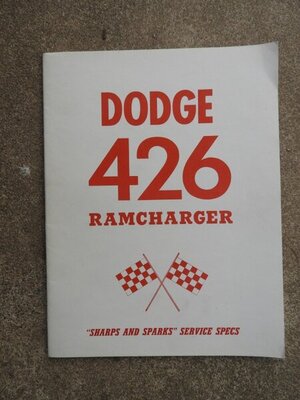 DODGE
426
RAMCHARGER
"SHARPS AND SPARKS" SERVICE SPECS